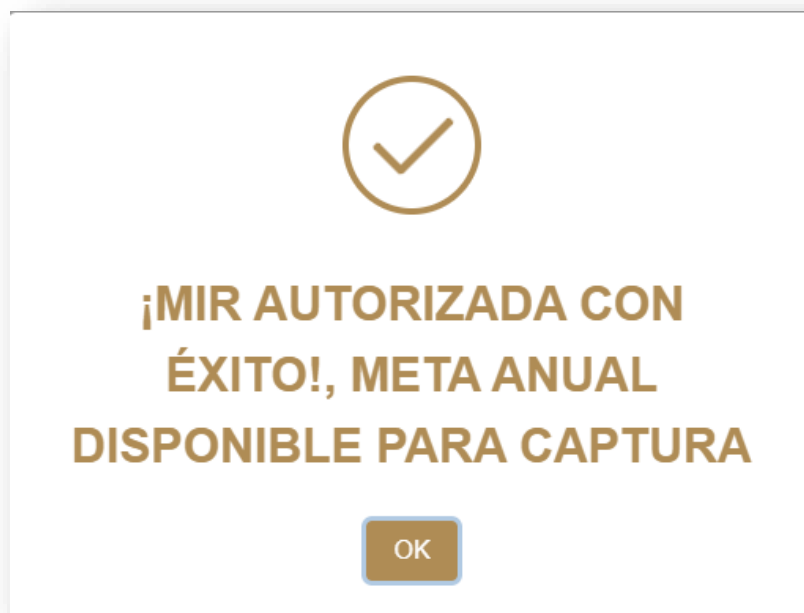 ¡MIR AUTORIZADA CON
ÉXITO!, META ANUAL
DISPONIBLE PARA CAPTURA
OK